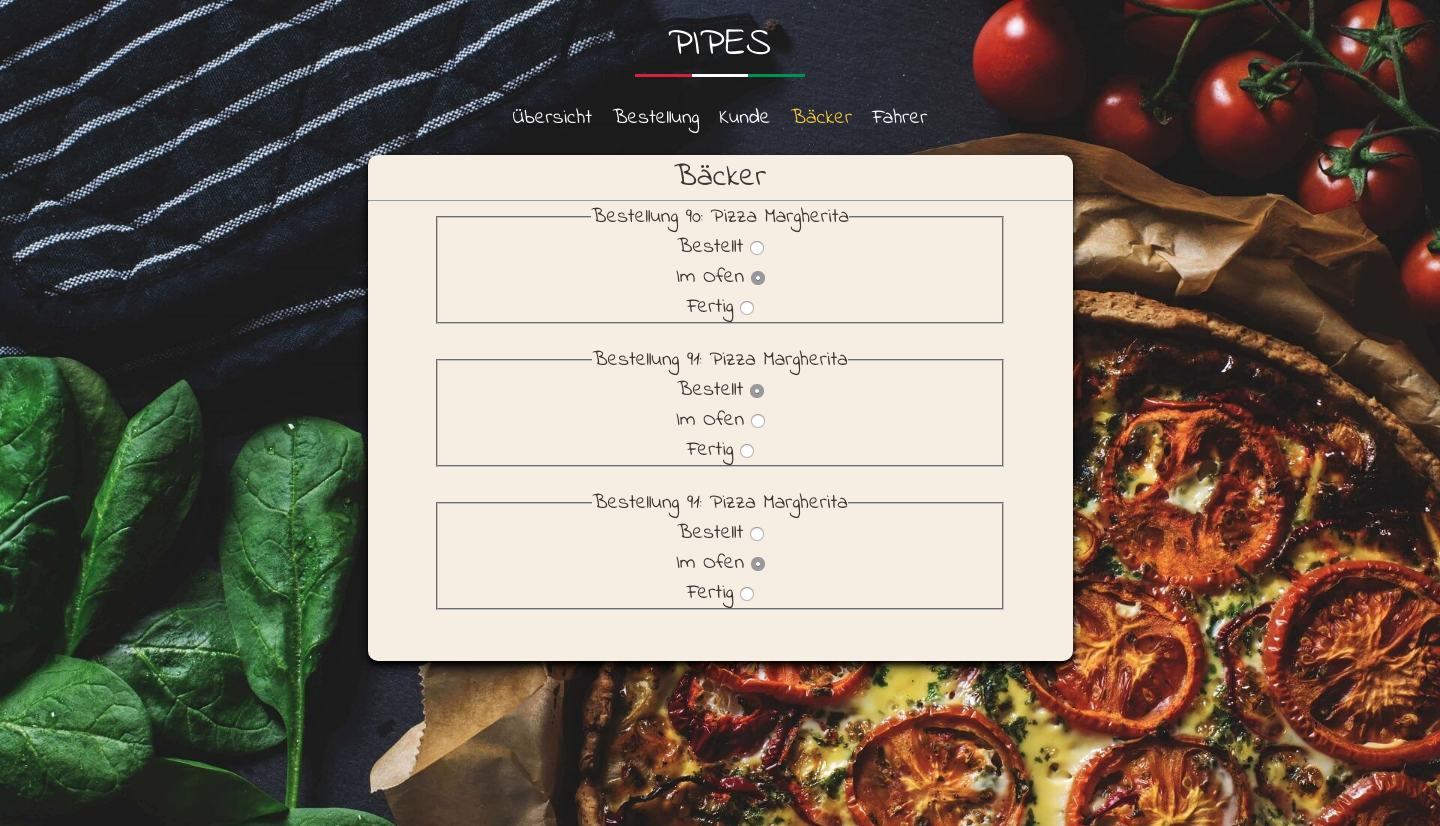 PIPES
Übersicht Bestellung Kunde Bäcker Fahrer
Bäcker
Bestellung 90: Pizza Margherita
Bestellt
Im Ofen
Fertig
Bestellung 91: Pizza Margherita
Bestellt
Im Ofen
Fertig
Bestellung 91: Pizza Margherita
Bestellt
Im Ofen
Fertig